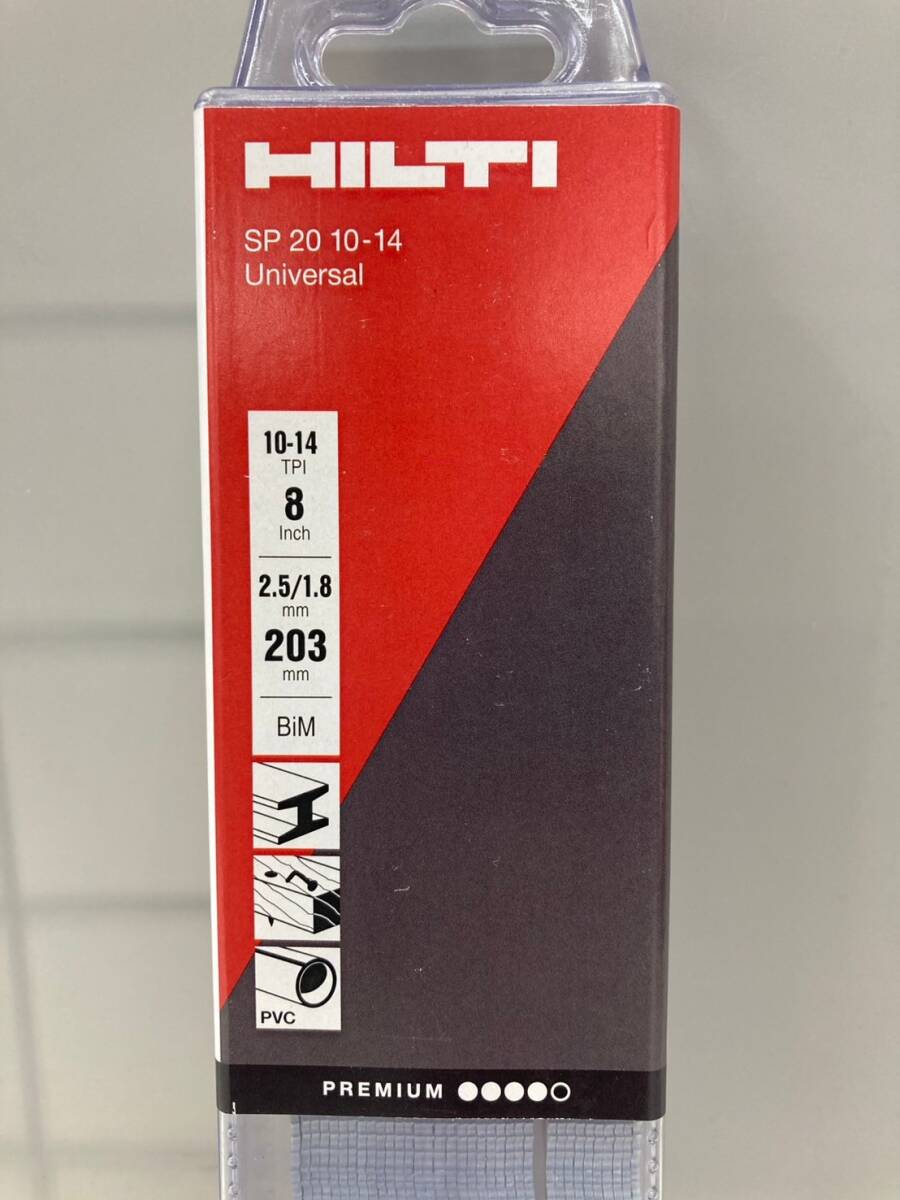 HILTI
SP 20 10-14
Universal
10-14
TPI
8
Inch
2.5/1.8
mm
203
mm
BiM
PVC
PREMIUM